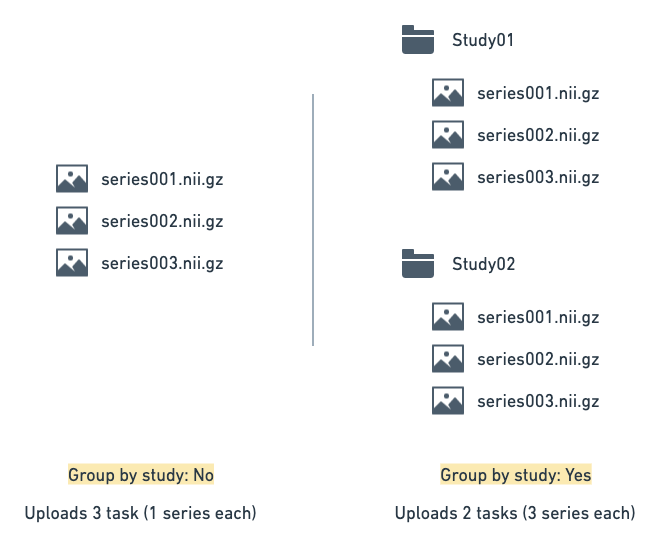 series001.nii.gz
series002.nii.gz
series003.nii.gz
Group by study: No
Uploads 3 task (1 series each)
Study01
series001.nii.gz
series002.nii.gz
series003.nii.gz
Study02
series001.nii.gz
series002.nii.gz
series003.nii.gz
Group by study: Yes
Uploads 2 tasks (3 series each)